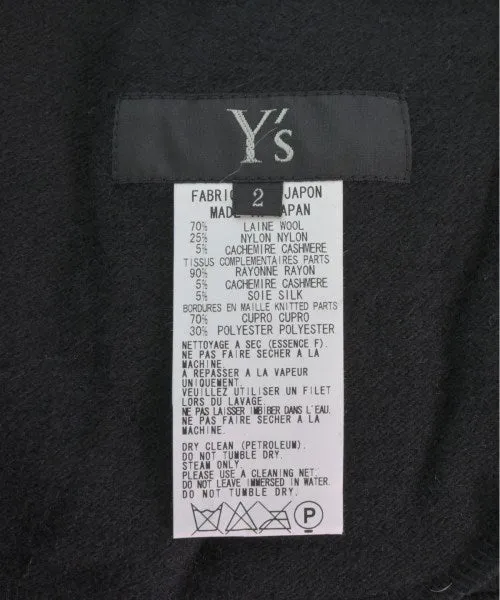 Y's
2
FABRI JAPON
MADE JAPAN
70% LAINE WOOL
25% NYLON NYLON
5% CACHEMIRE CASHMERE
TISSUS COMPLEMENTAIRES PARTS
90% RAYONNE RAYON
5% CACHEMIRE CASHMERE
5% SOIE SILK
BORDURES EN MAILLE KNITTED PARTS
70% CUPRO CUPRO
30% POLYESTER POLYESTER
NETTOYAGE A SEC (ESSENCE F).
NE PAS FAIRE SECHER A LA
MACHINE.
A REPASSER A LA VAPEUR
UNIQUEMENT.
VEUILLEZ UTILISER UN FILET
LORS DU LAVAGE.
NE PAS LAISSER IMBIBER DANS L'EAU.
NE PAS FAIRE SECHER A LA
MACHINE.
DRY CLEAN (PETROLEUM).
DO NOT TUMBLE DRY.
STEAM ONLY.
PLEASE USE A CLEANING NET.
DO NOT LEAVE IMMERSED IN WATER.
DO NOT TUMBLE DRY.
P